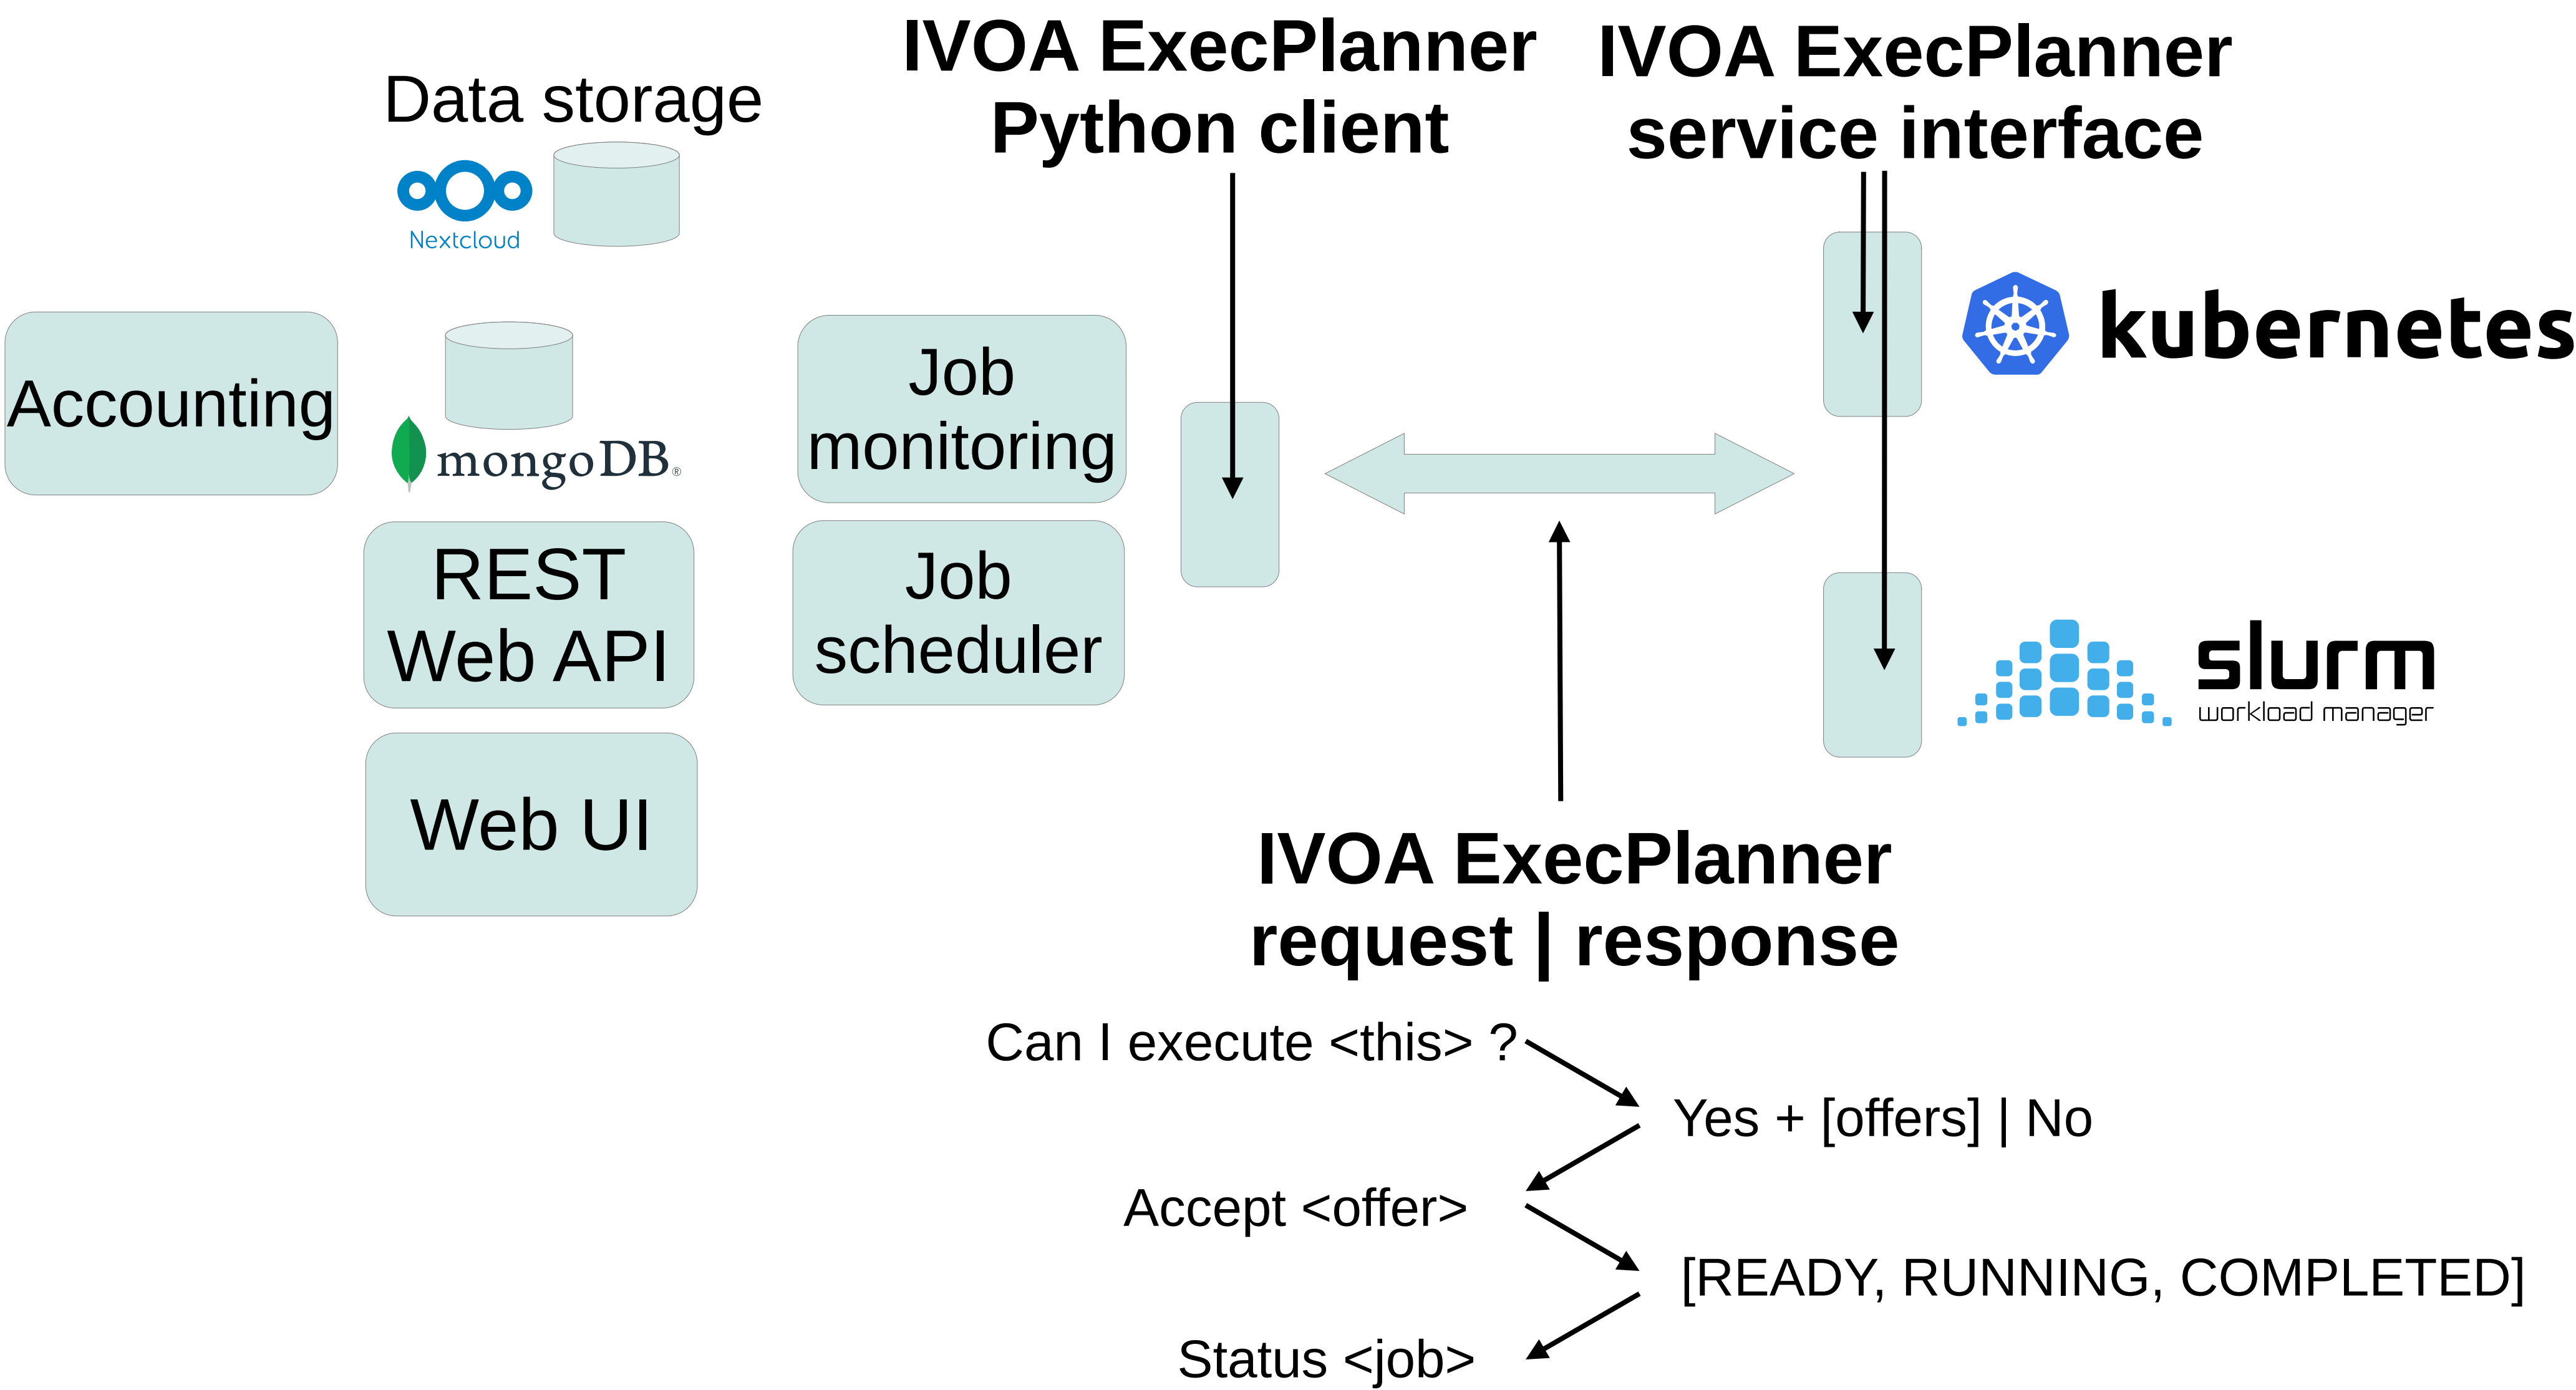 IVOA ExecPlanner
Python client
IVOA ExecPlanner
service interface
Data storage
Nextcloud
kubernetes
Accounting
mongoDB®
Job
monitoring
REST
Web API
Job
scheduler
slurm
workload manager
Web UI
IVOA ExecPlanner
request | response
Can I execute <this> ?
Yes + [offers] | No
Accept <offer>
[READY, RUNNING, COMPLETED]
Status <job>